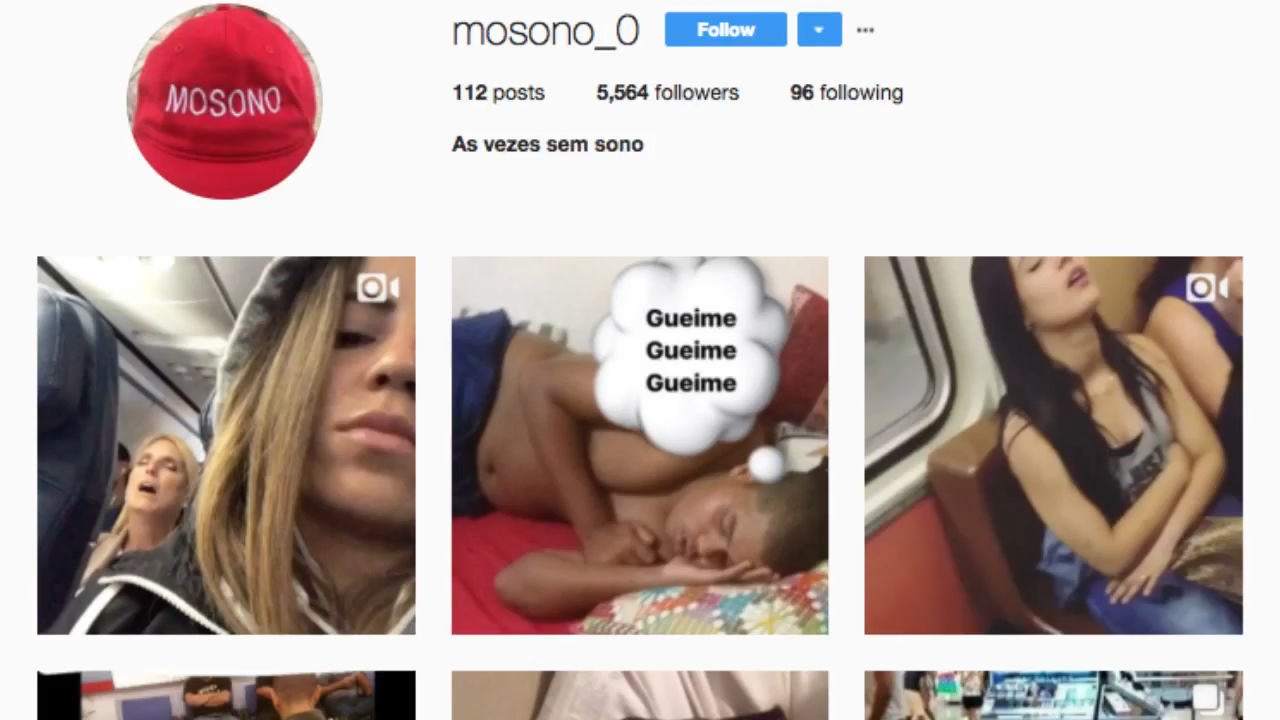 MOSONO
mosono_0
Follow
112 posts 5,564 followers 96 following
As vezes sem sono
Gueime
Gueime
Gueime